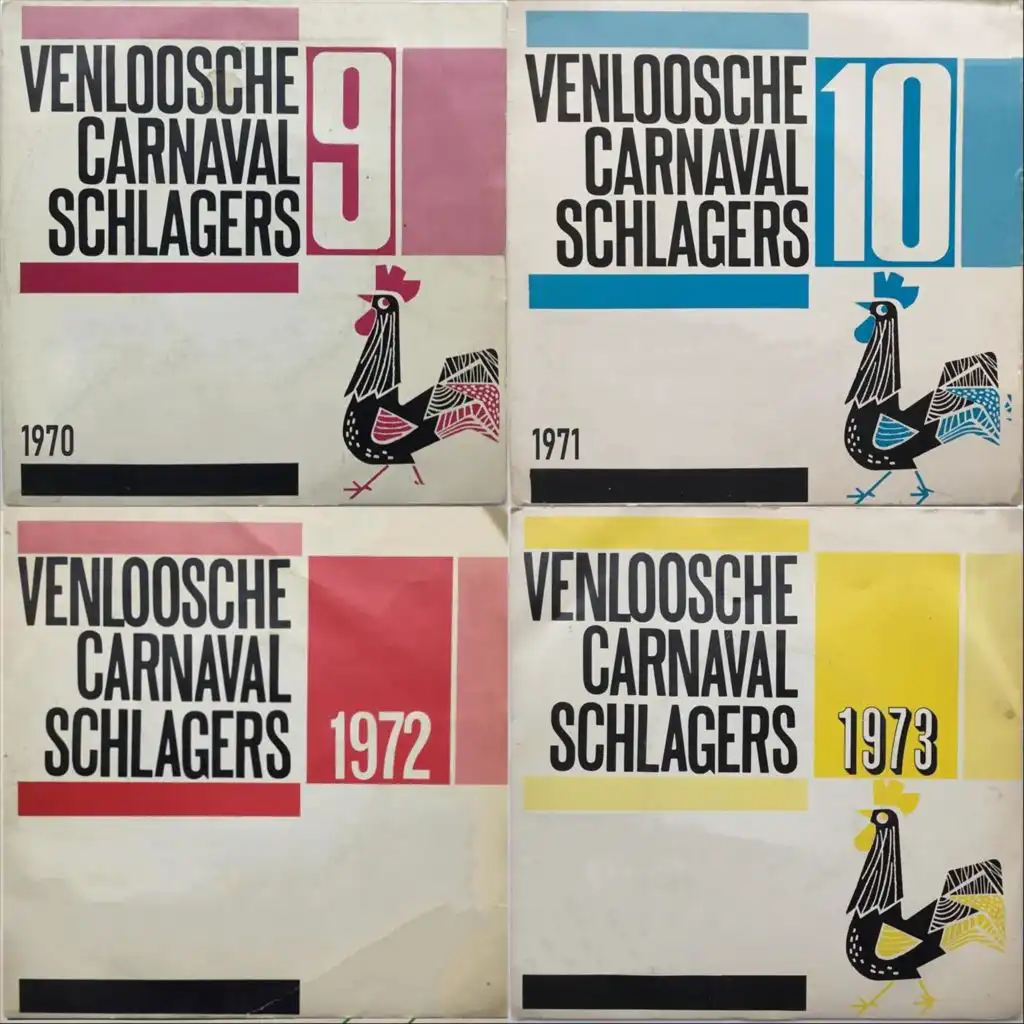 VENLOOSCHE
CARNAVAL
SCHLAGERS
9
1970
VENLOOSCHE
CARNAVAL
SCHLAGERS
10
1971
VENLOOSCHE
CARNAVAL
SCHLAGERS
1972
VENLOOSCHE
CARNAVAL
SCHLAGERS
1973